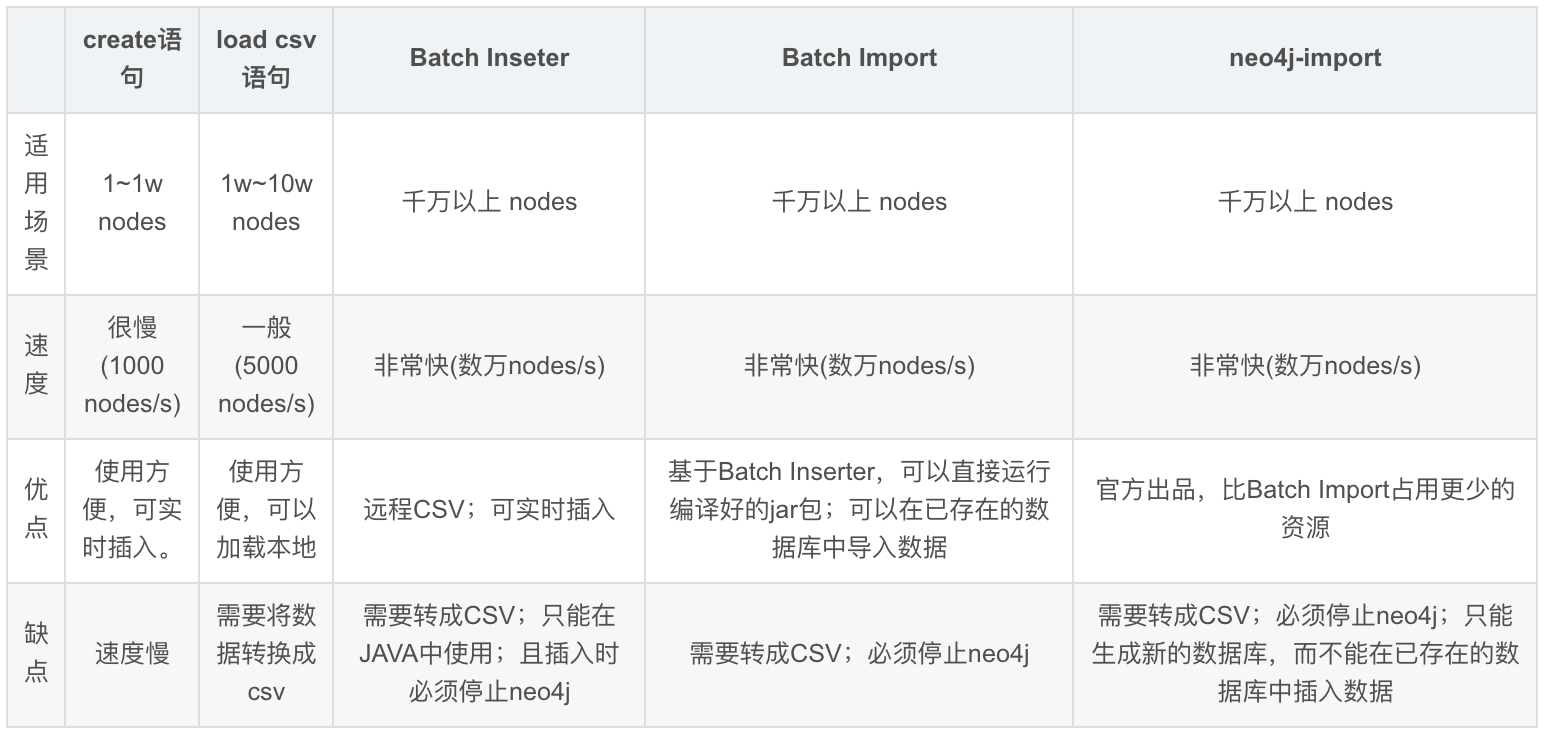 create语
句
load csv
语句
Batch Inseter
Batch Import
neo4j-import
适
用
场
景
1~1w
nodes
1w~10w
nodes
千万以上 nodes
千万以上 nodes
千万以上 nodes
速
度
很慢
(1000
nodes/s)
一般
(5000
nodes/s)
非常快(数万nodes/s)
非常快(数万nodes/s)
非常快(数万nodes/s)
优
点
使用方
便，可实
时插入。
使用方
便，可以
加载本地
远程CSV；可实时插入
基于Batch Inserter，可以直接运行
编译好的jar包；可以在已存在的数
据库中导入数据
官方出品，比Batch Import占用更少的
资源
缺
点
速度慢
需要将数
据转换成
csv
需要转成CSV；只能在
JAVA中使用；且插入时
必须停止neo4j
需要转成CSV；必须停止neo4j
需要转成CSV；必须停止neo4j；只能
生成新的数据库，而不能在已存在的数
据库中插入数据